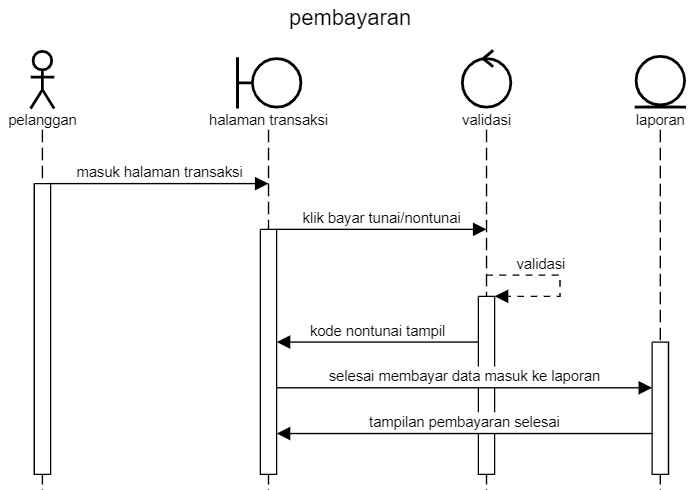 pembayaran
pelanggan
halaman transaksi
validasi
laporan
masuk halaman transaksi
klik bayar tunai/nontunai
validasi
kode nontunai tampil
selesai membayar data masuk ke laporan
tampilan pembayaran selesai